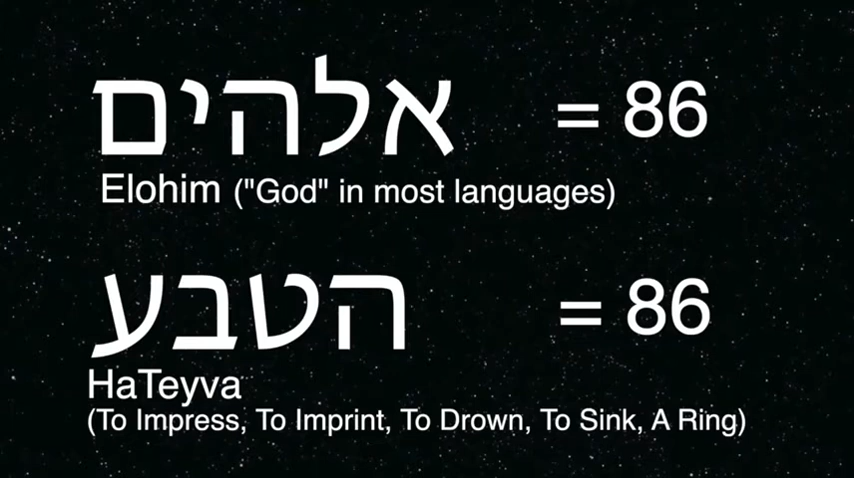 אלהים = 86
Elohim ("God" in most languages)
הטבע = 86
HaTeyva
(To Impress, To Imprint, To Drown, To Sink, A Ring)